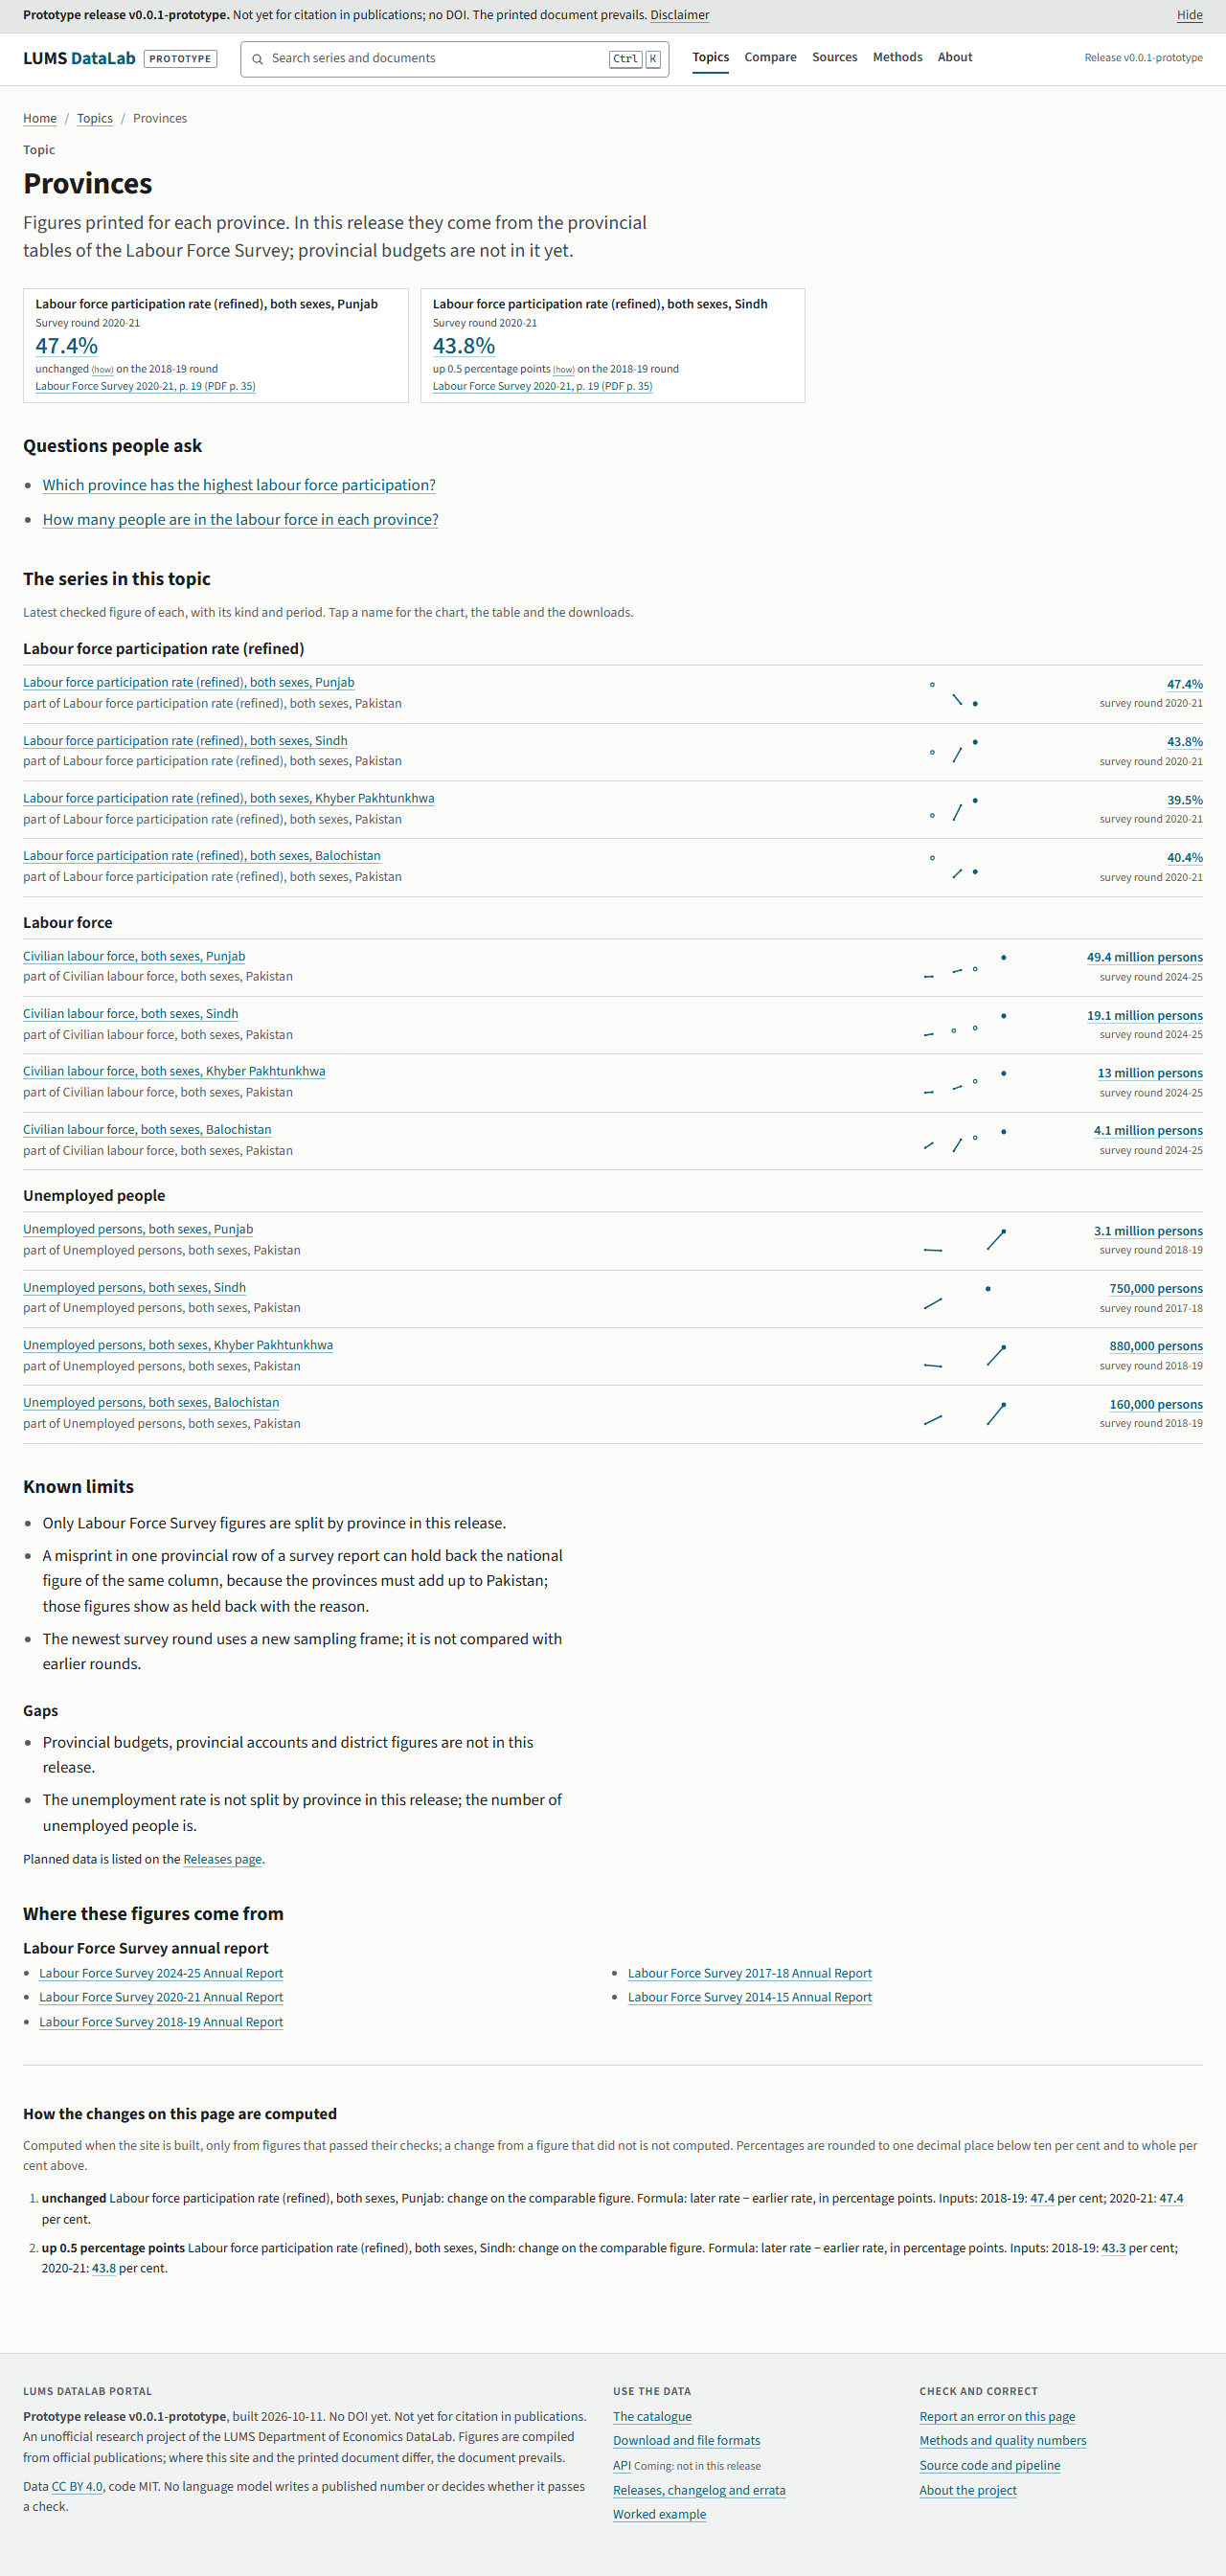 Prototype release v0.0.1-prototype. Not yet for citation in publications; no DOI. The printed document prevails. Disclaimer
Hide
LUMS DataLab PROTOTYPE
Search series and documents
Ctrl K
Topics Compare Sources Methods About
Release v0.0.1-prototype
Home / Topics / Provinces
Topic
Provinces
Figures printed for each province. In this release they come from the provincial
tables of the Labour Force Survey; provincial budgets are not in it yet.
Labour force participation rate (refined), both sexes, Punjab
Survey round 2020-21
47.4%
unchanged (how) on the 2018-19 round
Labour Force Survey 2020-21, p. 19 (PDF p. 35)
Labour force participation rate (refined), both sexes, Sindh
Survey round 2020-21
43.8%
up 0.5 percentage points (how) on the 2018-19 round
Labour Force Survey 2020-21, p. 19 (PDF p. 35)
Questions people ask
Which province has the highest labour force participation?
How many people are in the labour force in each province?
The series in this topic
Latest checked figure of each, with its kind and period. Tap a name for the chart, the table and the downloads.
Labour force participation rate (refined)
Labour force participation rate (refined), both sexes, Punjab
47.4%
part of Labour force participation rate (refined), both sexes, Pakistan
survey round 2020-21
Labour force participation rate (refined), both sexes, Sindh
43.8%
part of Labour force participation rate (refined), both sexes, Pakistan
survey round 2020-21
Labour force participation rate (refined), both sexes, Khyber Pakhtunkhwa
39.5%
part of Labour force participation rate (refined), both sexes, Pakistan
survey round 2020-21
Labour force participation rate (refined), both sexes, Balochistan
40.4%
part of Labour force participation rate (refined), both sexes, Pakistan
survey round 2020-21
Labour force
Civilian labour force, both sexes, Punjab
49.4 million persons
part of Civilian labour force, both sexes, Pakistan
survey round 2024-25
Civilian labour force, both sexes, Sindh
19.1 million persons
part of Civilian labour force, both sexes, Pakistan
survey round 2024-25
Civilian labour force, both sexes, Khyber Pakhtunkhwa
13 million persons
part of Civilian labour force, both sexes, Pakistan
survey round 2024-25
Civilian labour force, both sexes, Balochistan
4.1 million persons
part of Civilian labour force, both sexes, Pakistan
survey round 2024-25
Unemployed people
Unemployed persons, both sexes, Punjab
3.1 million persons
part of Unemployed persons, both sexes, Pakistan
survey round 2018-19
Unemployed persons, both sexes, Sindh
750,000 persons
part of Unemployed persons, both sexes, Pakistan
survey round 2017-18
Unemployed persons, both sexes, Khyber Pakhtunkhwa
880,000 persons
part of Unemployed persons, both sexes, Pakistan
survey round 2018-19
Unemployed persons, both sexes, Balochistan
160,000 persons
part of Unemployed persons, both sexes, Pakistan
survey round 2018-19
Known limits
Only Labour Force Survey figures are split by province in this release.
A misprint in one provincial row of a survey report can hold back the national
figure of the same column, because the provinces must add up to Pakistan;
those figures show as held back with the reason.
The newest survey round uses a new sampling frame; it is not compared with
earlier rounds.
Gaps
Provincial budgets, provincial accounts and district figures are not in this
release.
The unemployment rate is not split by province in this release; the number of
unemployed people is.
Planned data is listed on the Releases page.
Where these figures come from
Labour Force Survey annual report
Labour Force Survey 2024-25 Annual Report
Labour Force Survey 2020-21 Annual Report
Labour Force Survey 2018-19 Annual Report
Labour Force Survey 2017-18 Annual Report
Labour Force Survey 2014-15 Annual Report
How the changes on this page are computed
Computed when the site is built, only from figures that passed their checks; a change from a figure that did not is not computed. Percentages are rounded to one decimal place below ten per cent and to whole per
cent above.
1. unchanged Labour force participation rate (refined), both sexes, Punjab: change on the comparable figure. Formula: later rate − earlier rate, in percentage points. Inputs: 2018-19: 47.4 per cent; 2020-21: 47.4
per cent.
2. up 0.5 percentage points Labour force participation rate (refined), both sexes, Sindh: change on the comparable figure. Formula: later rate − earlier rate, in percentage points. Inputs: 2018-19: 43.3 per cent;
2020-21: 43.8 per cent.
LUMS DATALAB PORTAL
Prototype release v0.0.1-prototype, built 2026-10-11. No DOI yet. Not yet for citation in publications.
An unofficial research project of the LUMS Department of Economics DataLab. Figures are compiled
from official publications; where this site and the printed document differ, the document prevails.
Data CC BY 4.0, code MIT. No language model writes a published number or decides whether it passes
a check.
USE THE DATA
The catalogue
Download and file formats
API Coming: not in this release
Releases, changelog and errata
Worked example
CHECK AND CORRECT
Report an error on this page
Methods and quality numbers
Source code and pipeline
About the project